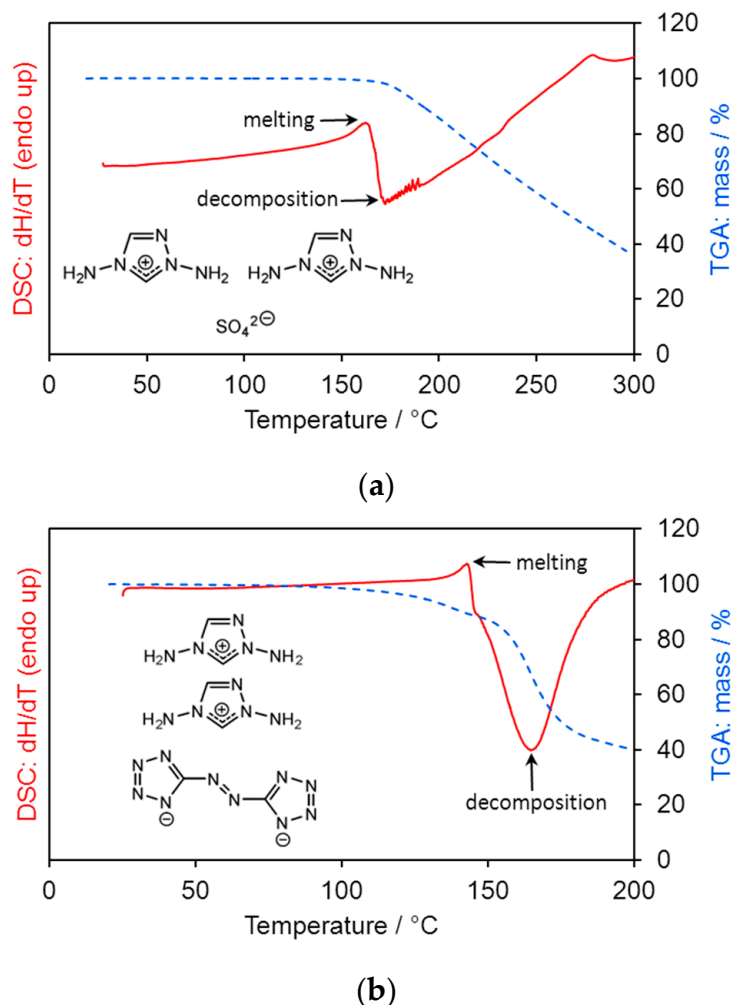 DSC: dH/dT (endo up)
TGA: mass / %
120
100
80
60
40
20
0
melting
decomposition
H₂N N N NH₂ N ⊕
H₂N N N NH₂ N ⊕
SO₄²⊖
0 50 100 150 200 250 300
Temperature / °C
(a)
DSC: dH/dT (endo up)
TGA: mass / %
120
100
80
60
40
20
0
melting
decomposition
N
H₂N N N NH₂
⊕
N
H₂N N N NH₂
⊕
N N N N N N N N N N
⊖ ⊖
0 50 100 150 200
Temperature / °C
(b)